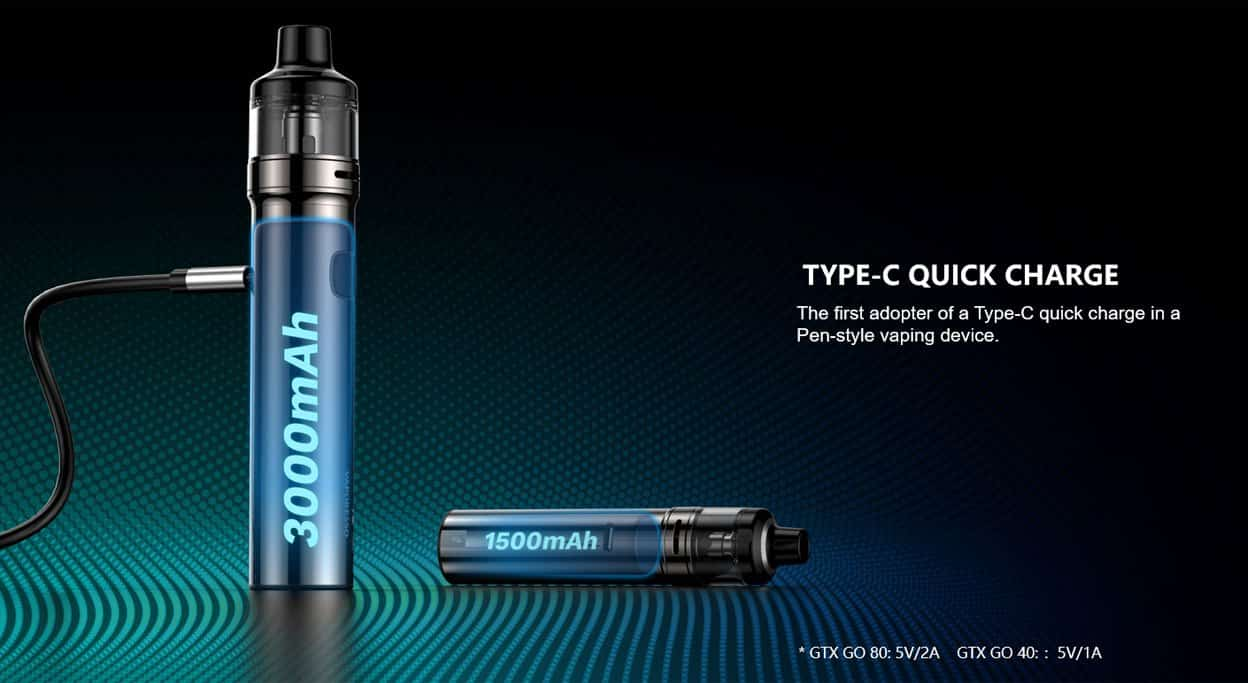 3000mAh
1500mAh
TYPE-C QUICK CHARGE
The first adopter of a Type-C quick charge in a
Pen-style vaping device.
* GTX GO 80: 5V/2A GTX GO 40: : 5V/1A